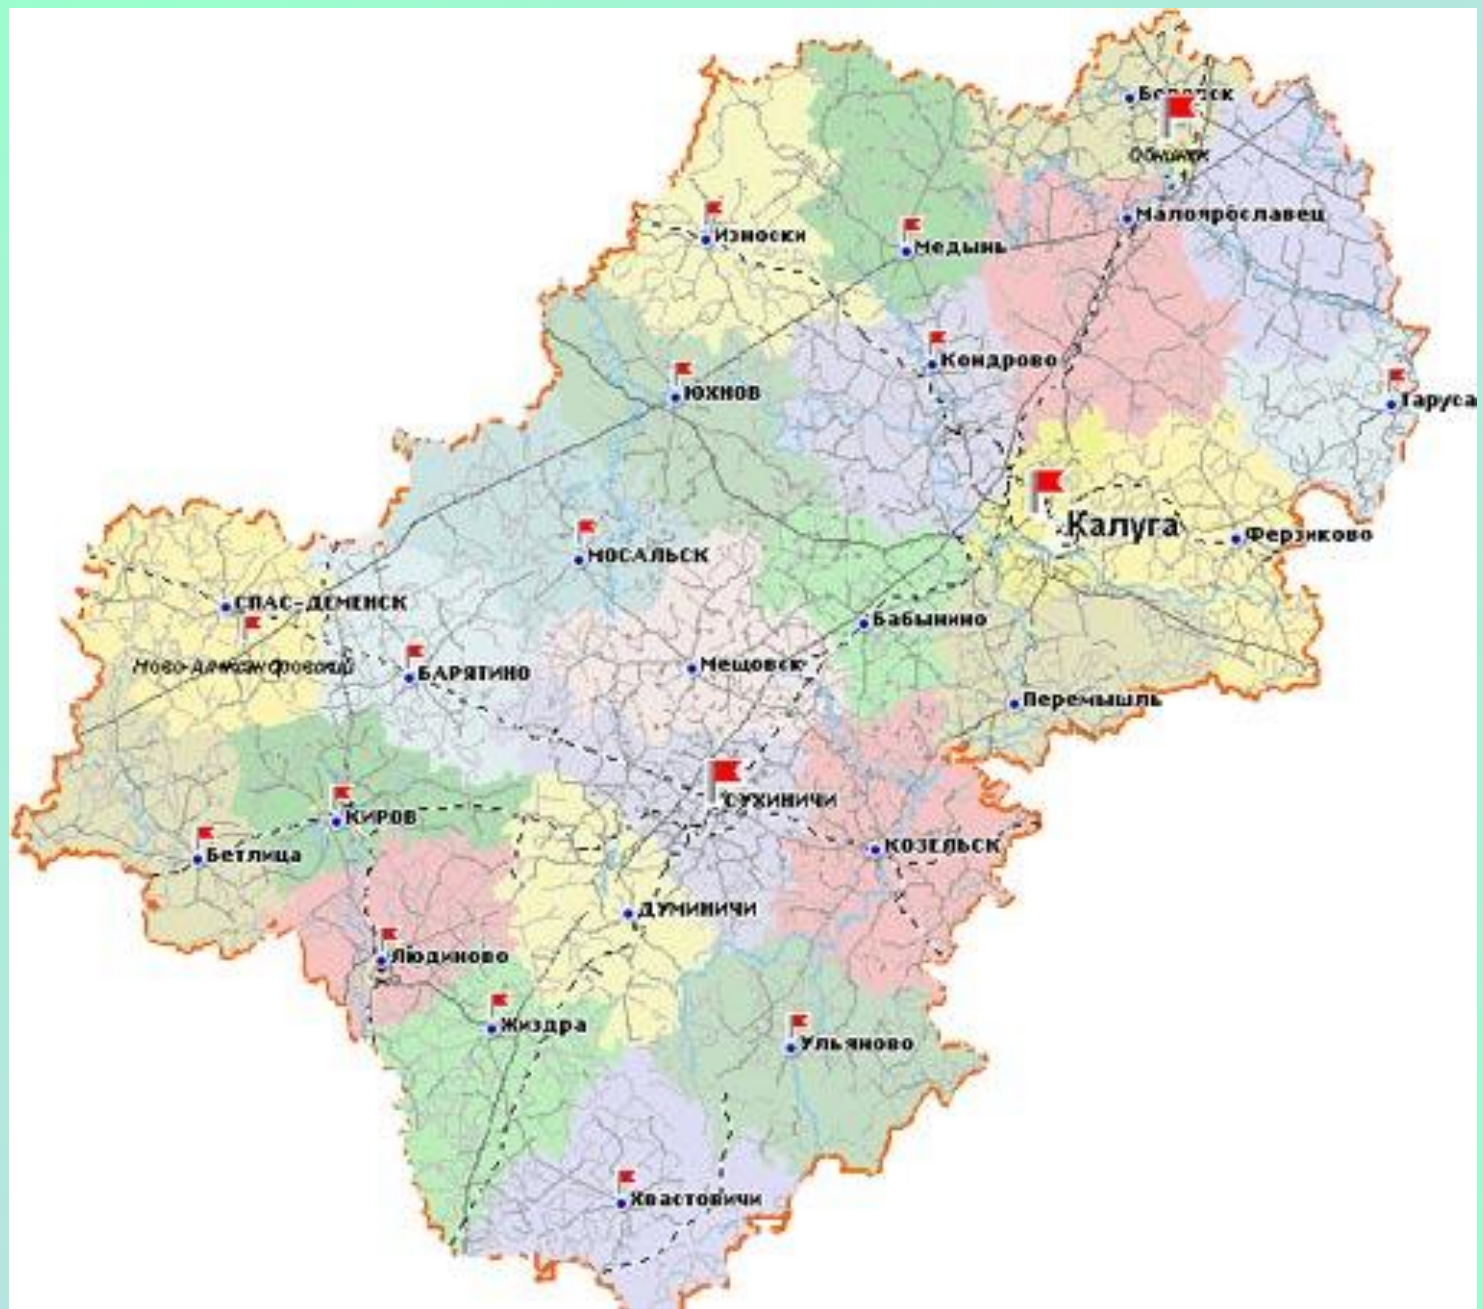 Боровск
Обнинск
Малоярославец
Износки
Медынь
Кондрово
ЮХНОВ
Таруса
Калуга
Ферзиково
МОСАЛЬСК
СПАС-ДЕМЕНСК
Бабынино
Мещовск
БАРЯТИНО
Перемышль
СУХИНИЧИ
КИРОВ
КОЗЕЛЬСК
Бетлица
ДУМИНИЧИ
Людиново
Жиздра
Ульяново
Хвастовичи